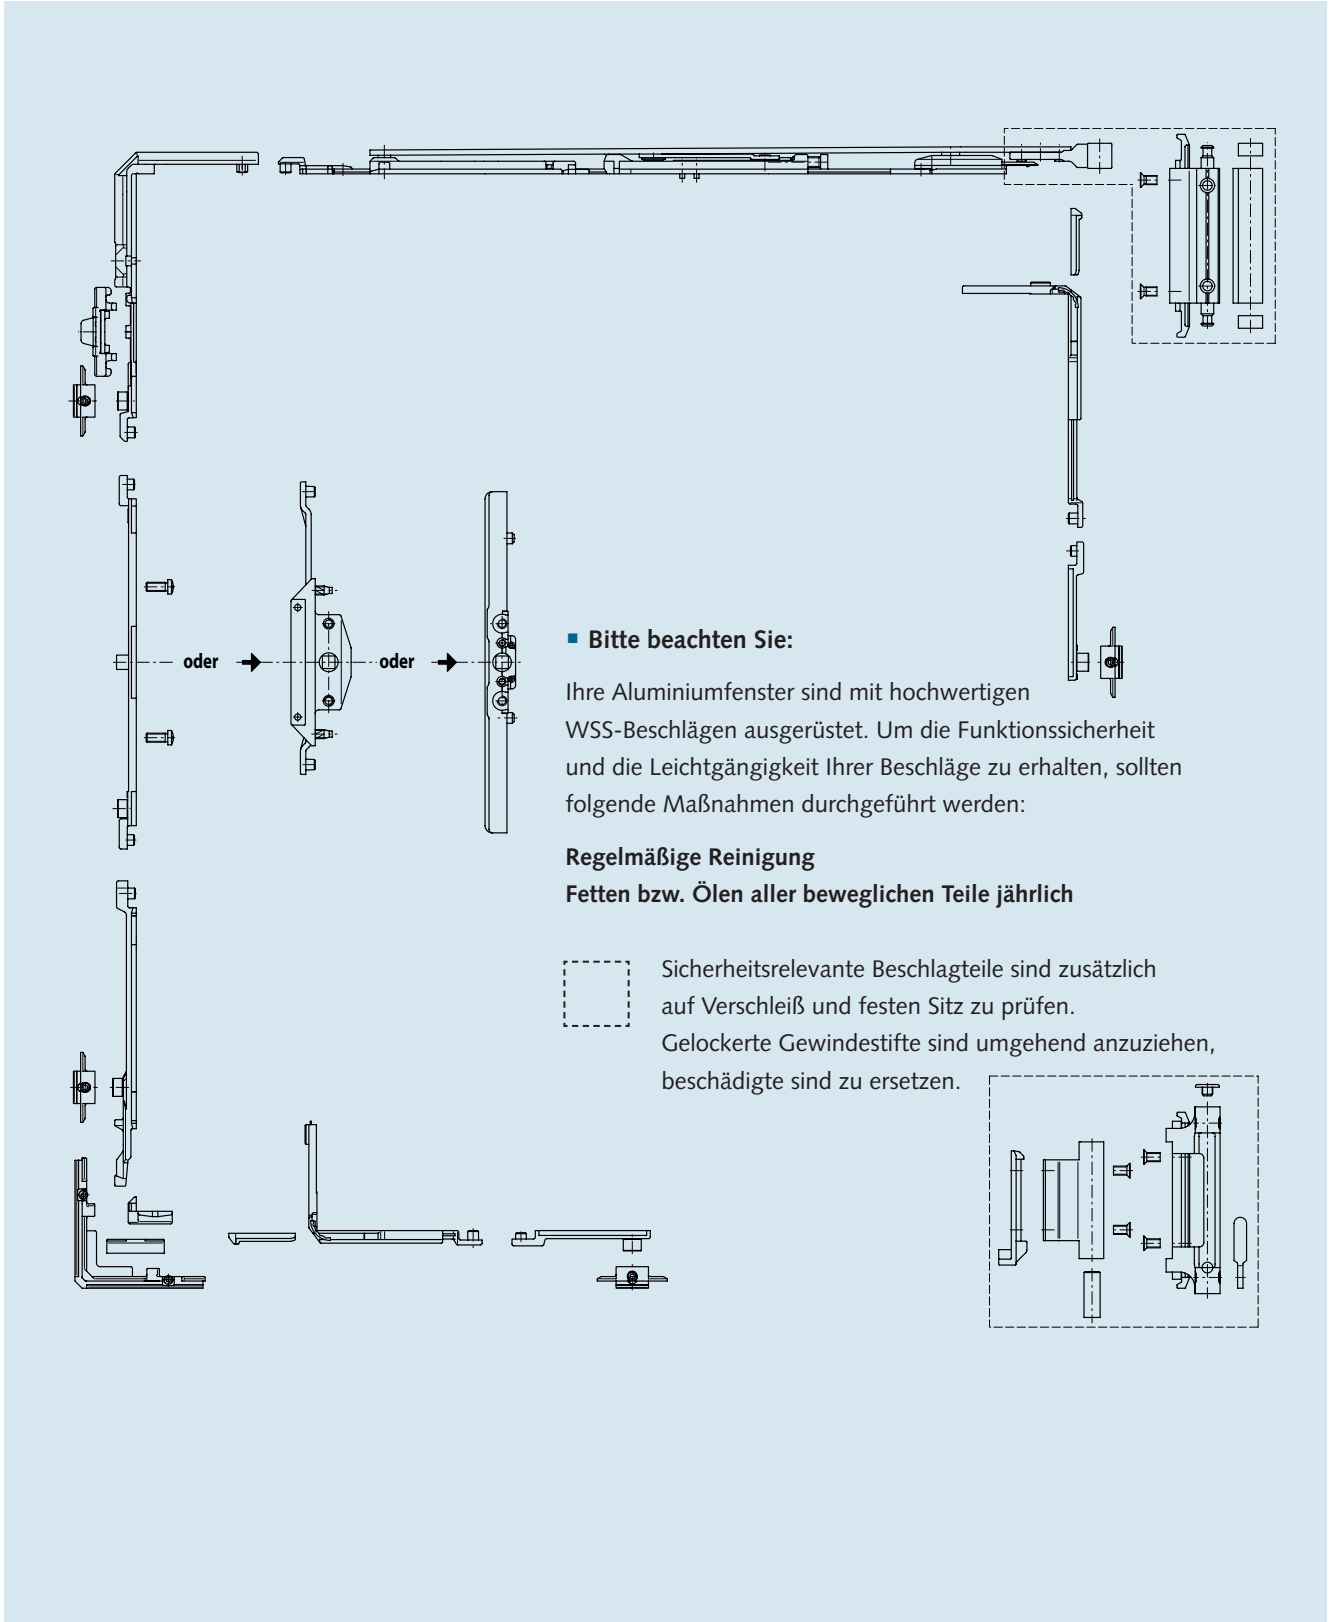 oder
oder
Bitte beachten Sie:
Ihre Aluminiumfenster sind mit hochwertigen
WSS-Beschlägen ausgerüstet. Um die Funktionssicherheit
und die Leichtgängigkeit Ihrer Beschläge zu erhalten, sollten
folgende Maßnahmen durchgeführt werden:
Regelmäßige Reinigung
Fetten bzw. Ölen aller beweglichen Teile jährlich
Sicherheitsrelevante Beschlagteile sind zusätzlich
auf Verschleiß und festen Sitz zu prüfen.
Gelockerte Gewindestifte sind umgehend anzuziehen,
beschädigte sind zu ersetzen.